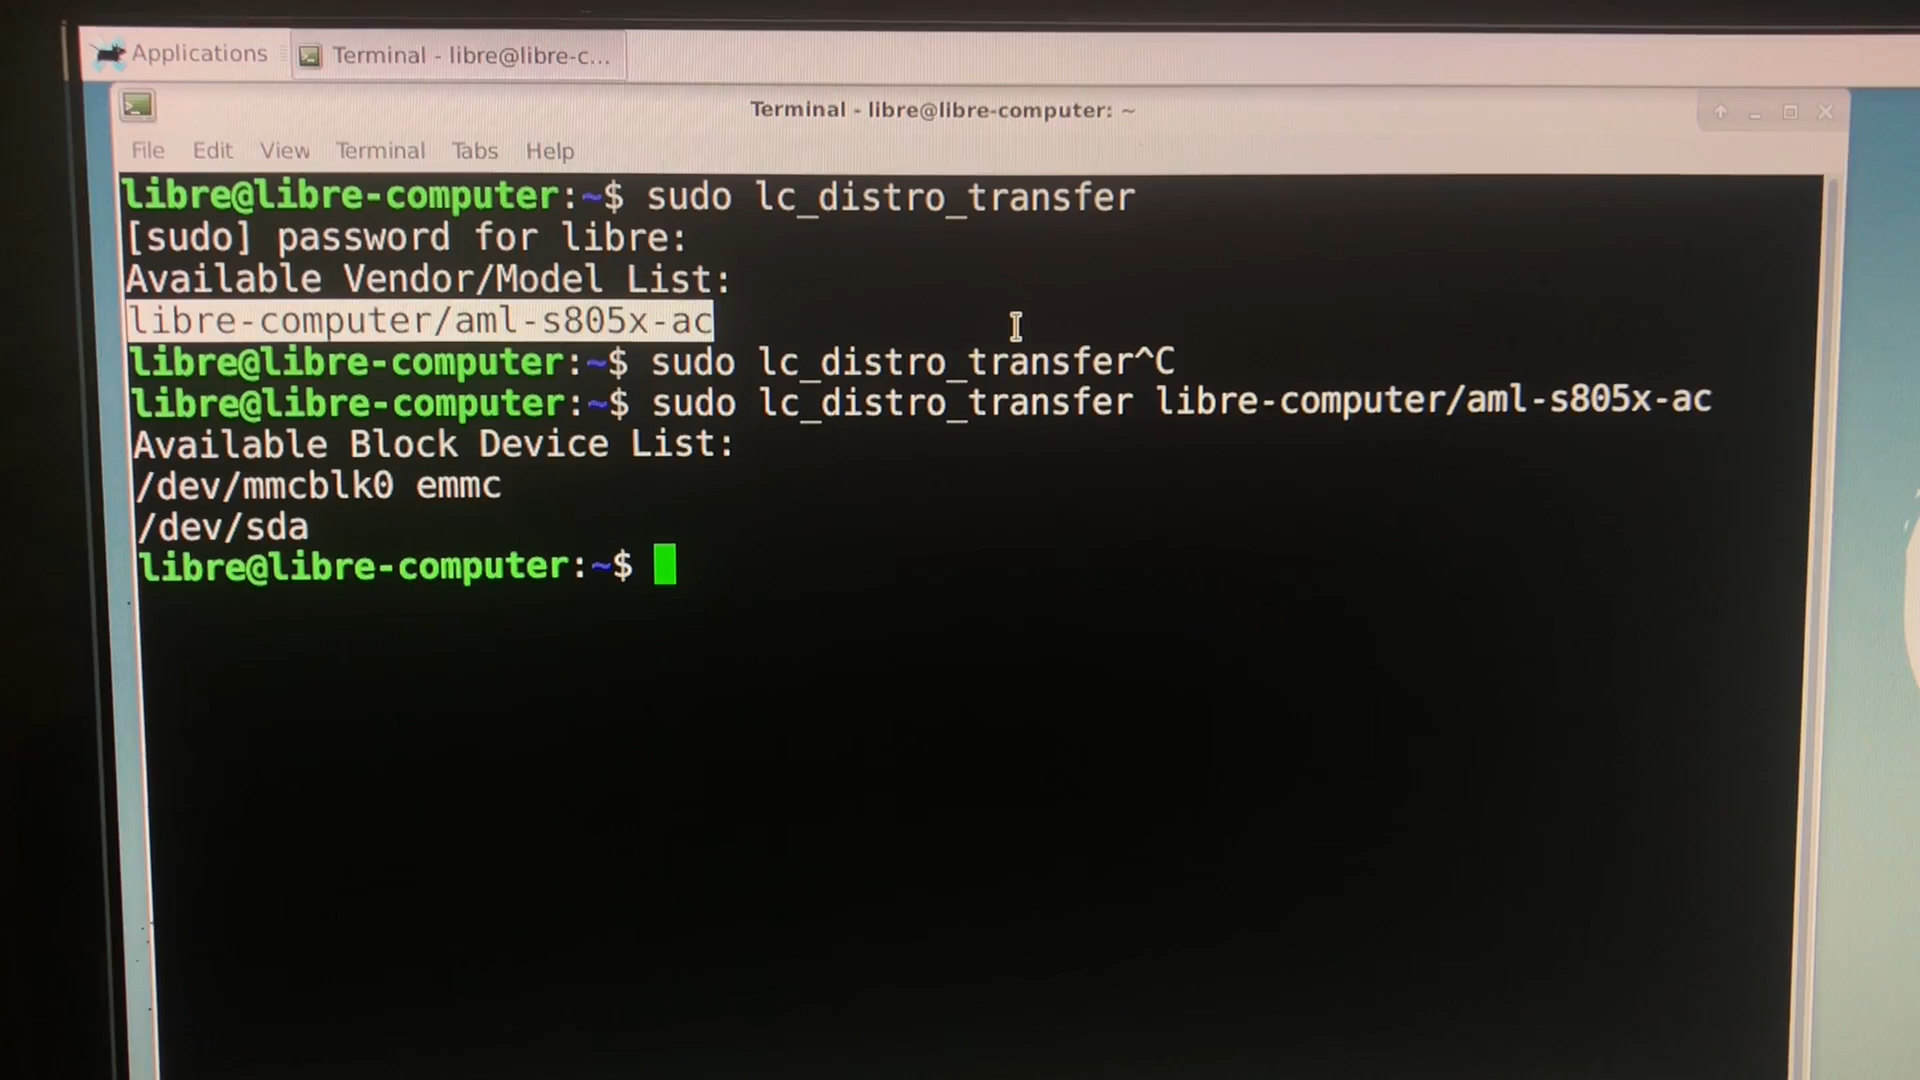 Applications
Terminal - libre@libre-c...
Terminal - libre@libre-computer: ~
File Edit View Terminal Tabs Help
libre@libre-computer:~$ sudo lc_distro_transfer
[sudo] password for libre:
Available Vendor/Model List:
libre-computer/aml-s805x-ac
libre@libre-computer:~$ sudo lc_distro_transfer^C
libre@libre-computer:~$ sudo lc_distro_transfer libre-computer/aml-s805x-ac
Available Block Device List:
/dev/mmcblk0 emmc
/dev/sda
libre@libre-computer:~$